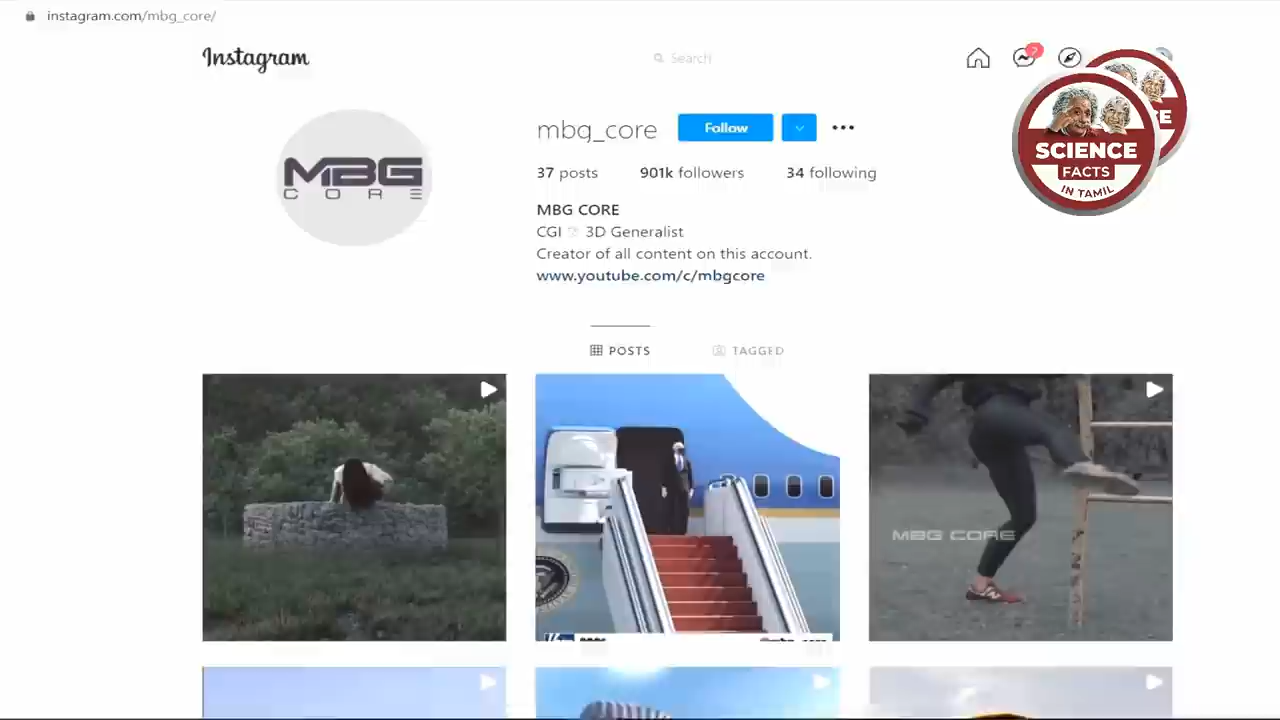 instagram.com/mbg_core/
Instagram
Search
7
MBG
CORE
mbg_core
Follow
37 posts 901k followers 34 following
MBG CORE
CGI 3D Generalist
Creator of all content on this account.
www.youtube.com/c/mbgcore
POSTS TAGGED
SCIENCE
FACTS
IN TAMIL
MBG CORE